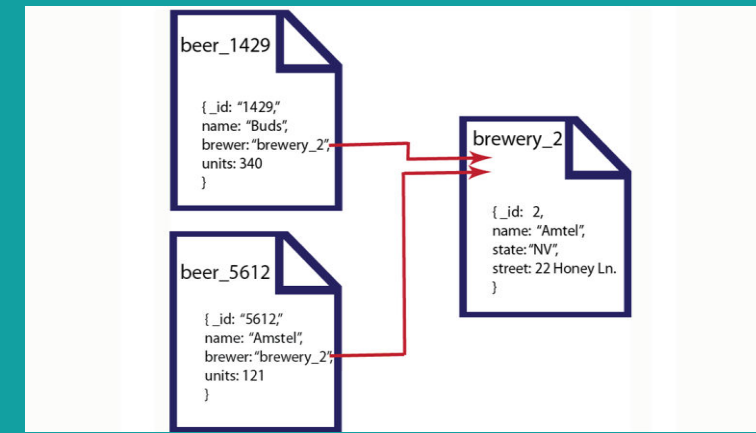 beer_1429
{ _id: “1429,”
name: “Buds”,
brewer: “brewery_2”,
units: 340
}
brewery_2
{ _id: 2,
name: “Amtel”,
state: “NV”,
street: 22 Honey Ln.
}
beer_5612
{ _id: “5612,”
name: “Amstel”,
brewer: “brewery_2”,
units: 121
}